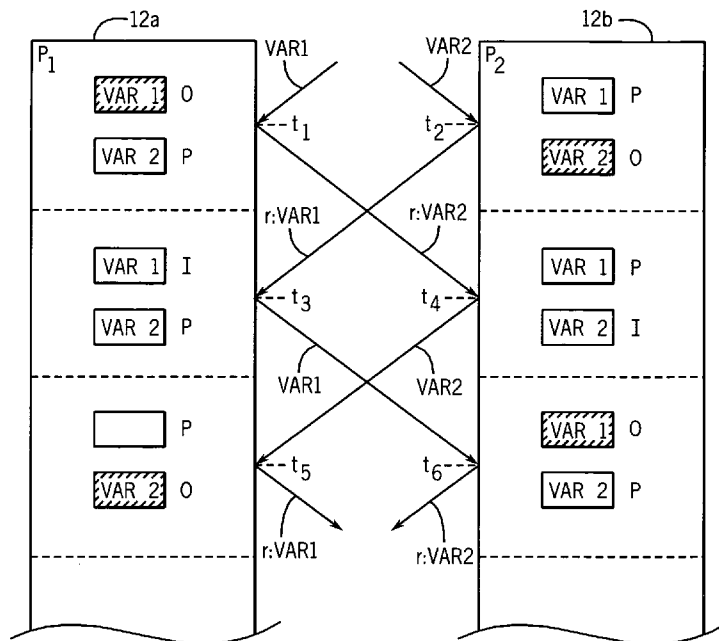 12a 12b
P1 VAR1 VAR2 P2
VAR 1 O VAR 1 P
t1 t2
VAR 2 P VAR 2 O
r:VAR1 r:VAR2
VAR 1 I VAR 1 P
t3 t4
VAR 2 P VAR 2 I
VAR1 VAR2
P VAR 1 O
t5 t6
VAR 2 O VAR 2 P
r:VAR1 r:VAR2